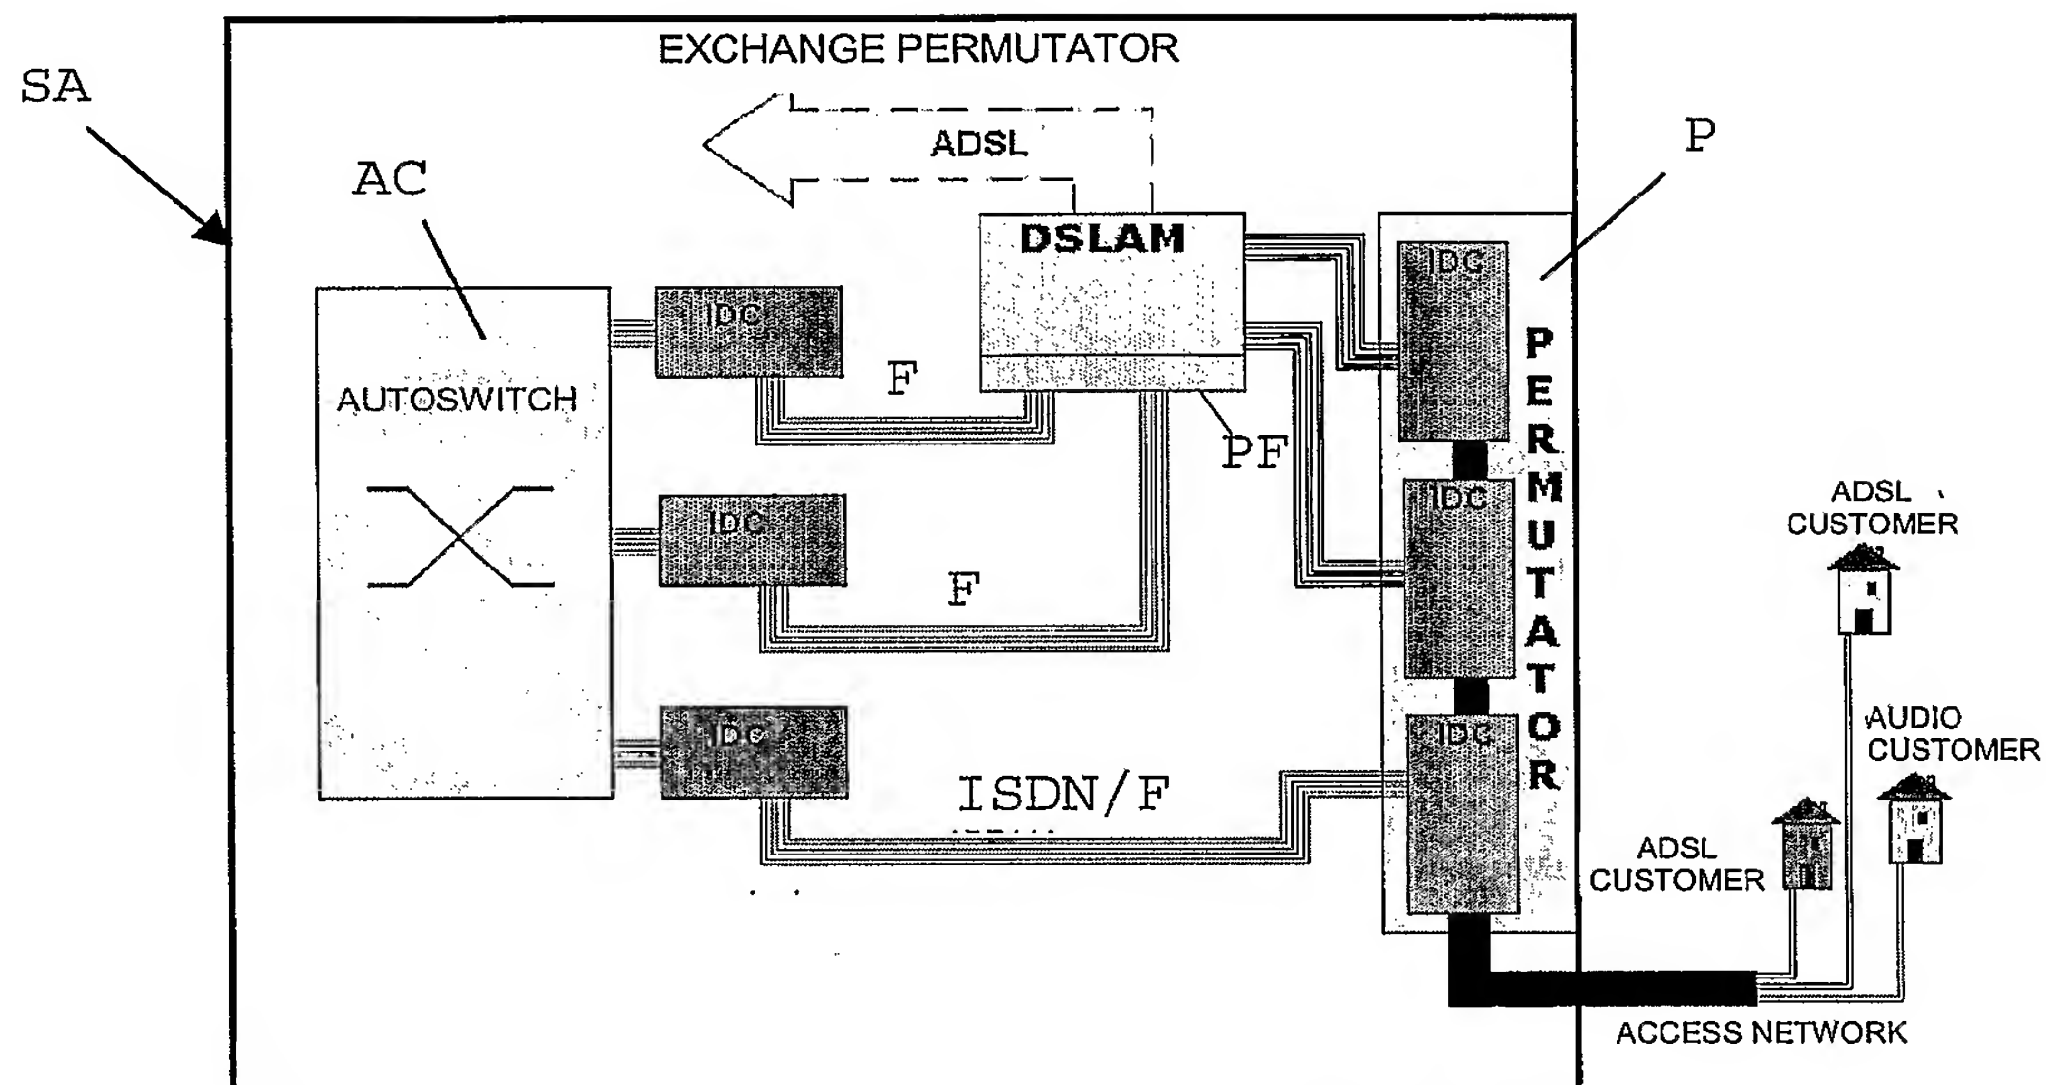 EXCHANGE PERMUTATOR
SA
ADSL
P
AC
DSLAM
IDC
IDC
F
AUTOSWITCH
PERMUTATOR
PF
IDC
IDC
ADSL
CUSTOMER
F
IDC
IDC
AUDIO
CUSTOMER
ISDN/F
ADSL
CUSTOMER
ACCESS NETWORK